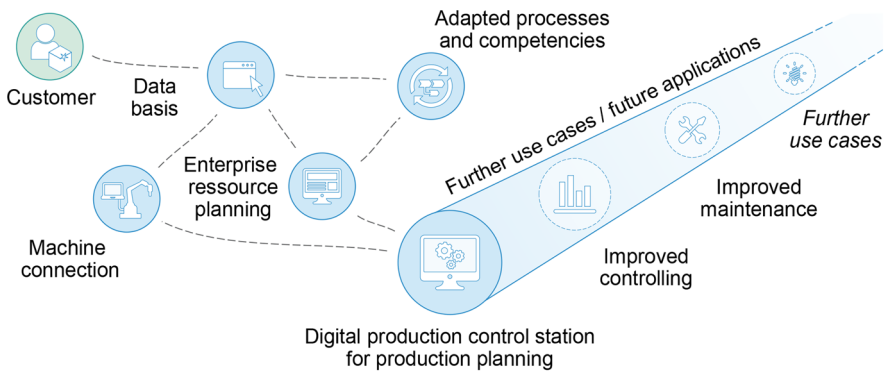 Customer
Data
basis
Adapted processes
and competencies
Enterprise
ressource
planning
Machine
connection
Digital production control station
for production planning
Further use cases / future applications
Improved
controlling
Improved
maintenance
Further
use cases